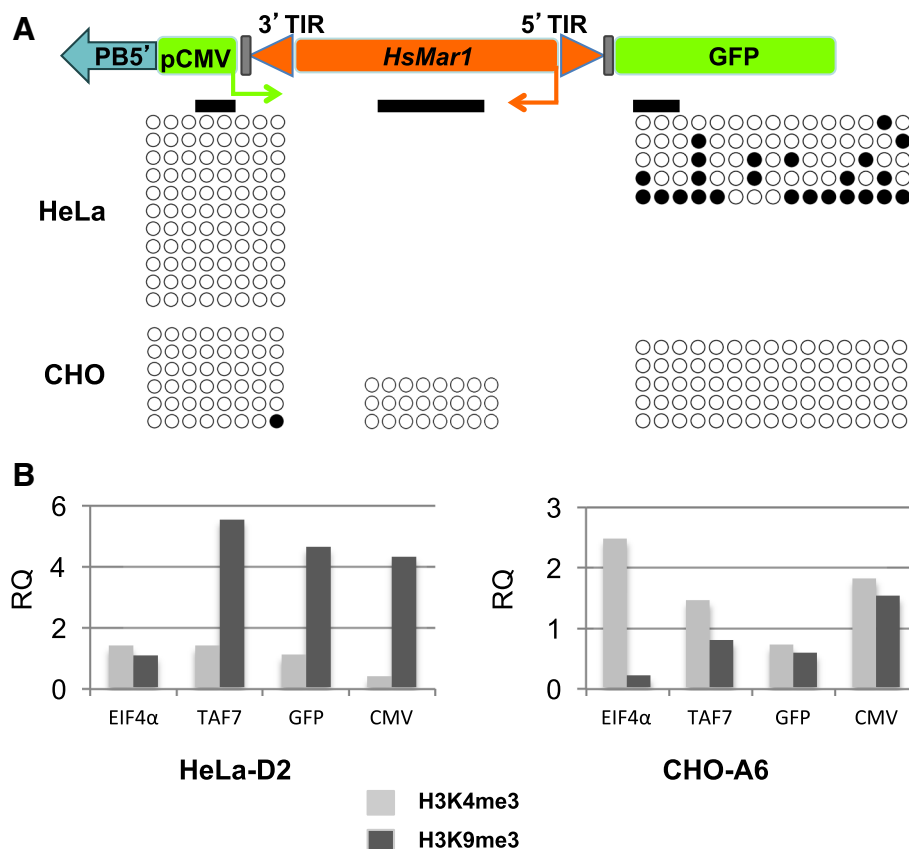 A
3’ TIR 5’ TIR
PB5’ pCMV HsMar1 GFP
HeLa
CHO
B
6
4
2
0
RQ
EIF4α TAF7 GFP CMV
HeLa-D2
3
2
1
0
RQ
EIF4α TAF7 GFP CMV
CHO-A6
H3K4me3
H3K9me3